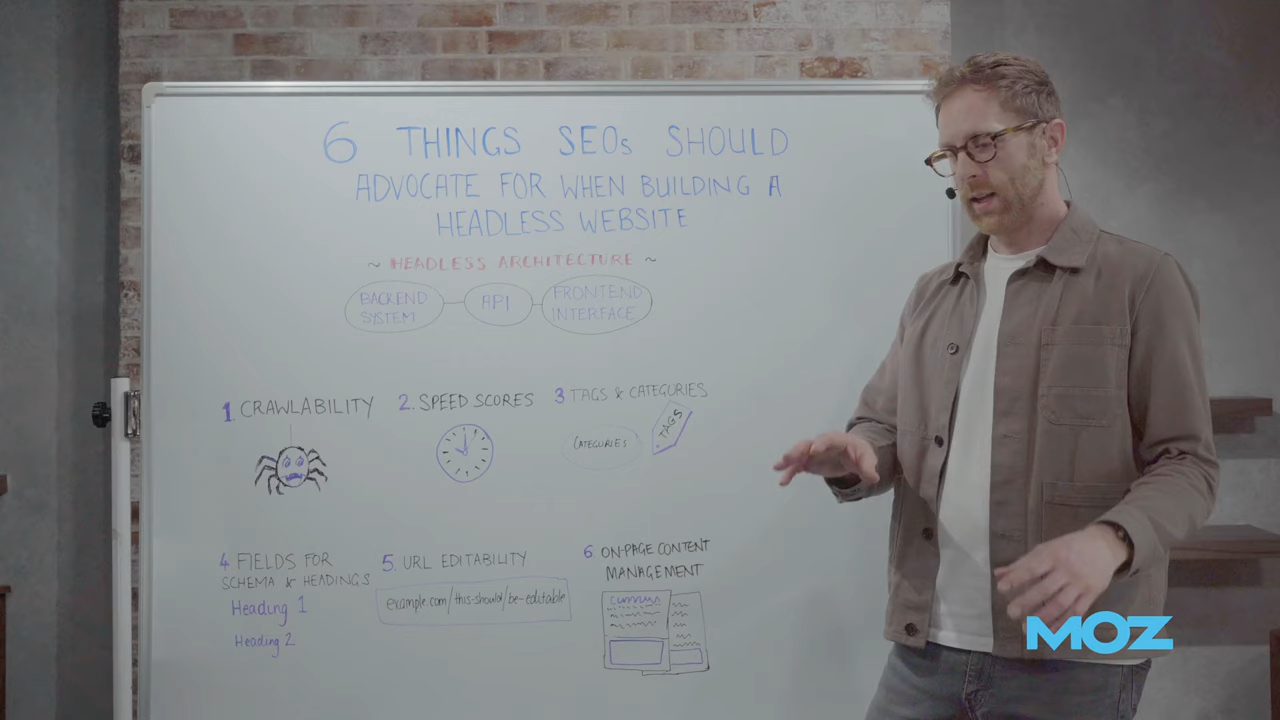 6 THINGS SEOs SHOULD
ADVOCATE FOR WHEN BUILDING A
HEADLESS WEBSITE
~ HEADLESS ARCHITECTURE ~
BACKEND
SYSTEM
API
FRONTEND
INTERFACE
1. CRAWLABILITY
2. SPEED SCORES
3 TAGS & CATEGORIES
CATEGORIES
TAGS
4 FIELDS FOR
SCHEMA & HEADINGS
Heading 1
Heading 2
5. URL EDITABILITY
example.com/this-should/be-editable
6. ON-PAGE CONTENT
MANAGEMENT
MOZ